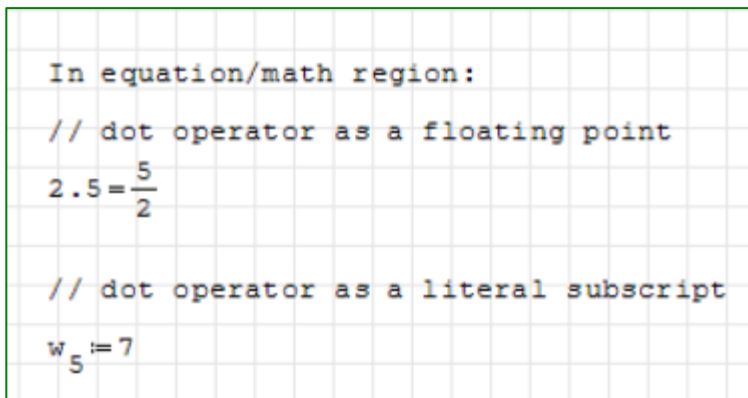 In equation/math region:
// dot operator as a floating point
2.5=5/2
// dot operator as a literal subscript
w₅≔7